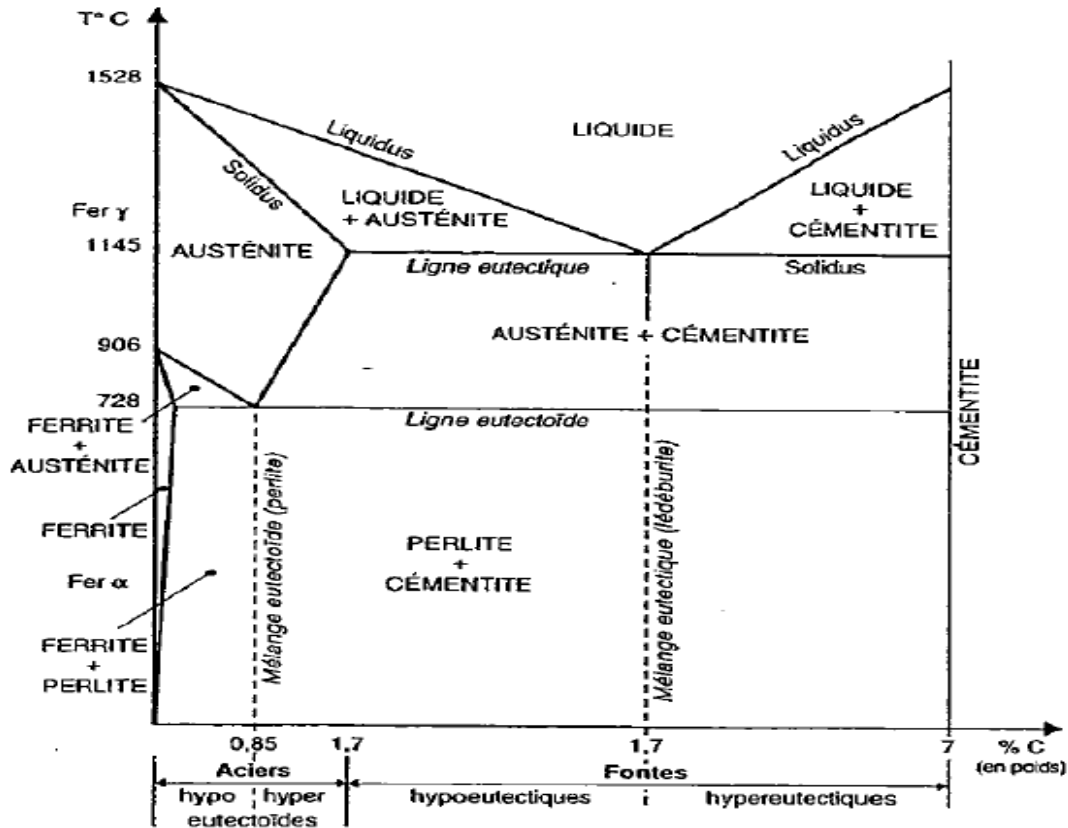 T° C
1528
LIQUIDE
Liquidus
Liquidus
Solidus
LIQUIDE
+ AUSTÉNITE
LIQUIDE
+
CÉMENTITE
Fer γ
1145
AUSTÉNITE
Ligne eutectique
Solidus
AUSTÉNITE + CÉMENTITE
906
728
Ligne eutectoïde
CÉMENTITE
FERRITE
+
AUSTÉNITE
FERRITE
Fer α
FERRITE
+
PERLITE
Mélange eutectoïde (perlite)
PERLITE
+
CÉMENTITE
Mélange eutectique (lédéburite)
0,85
1,7
1,7
7
% C
(en poids)
Aciers
Fontes
hypo
hyper
eutectoïdes
hypoeutectiques
hypereutectiques